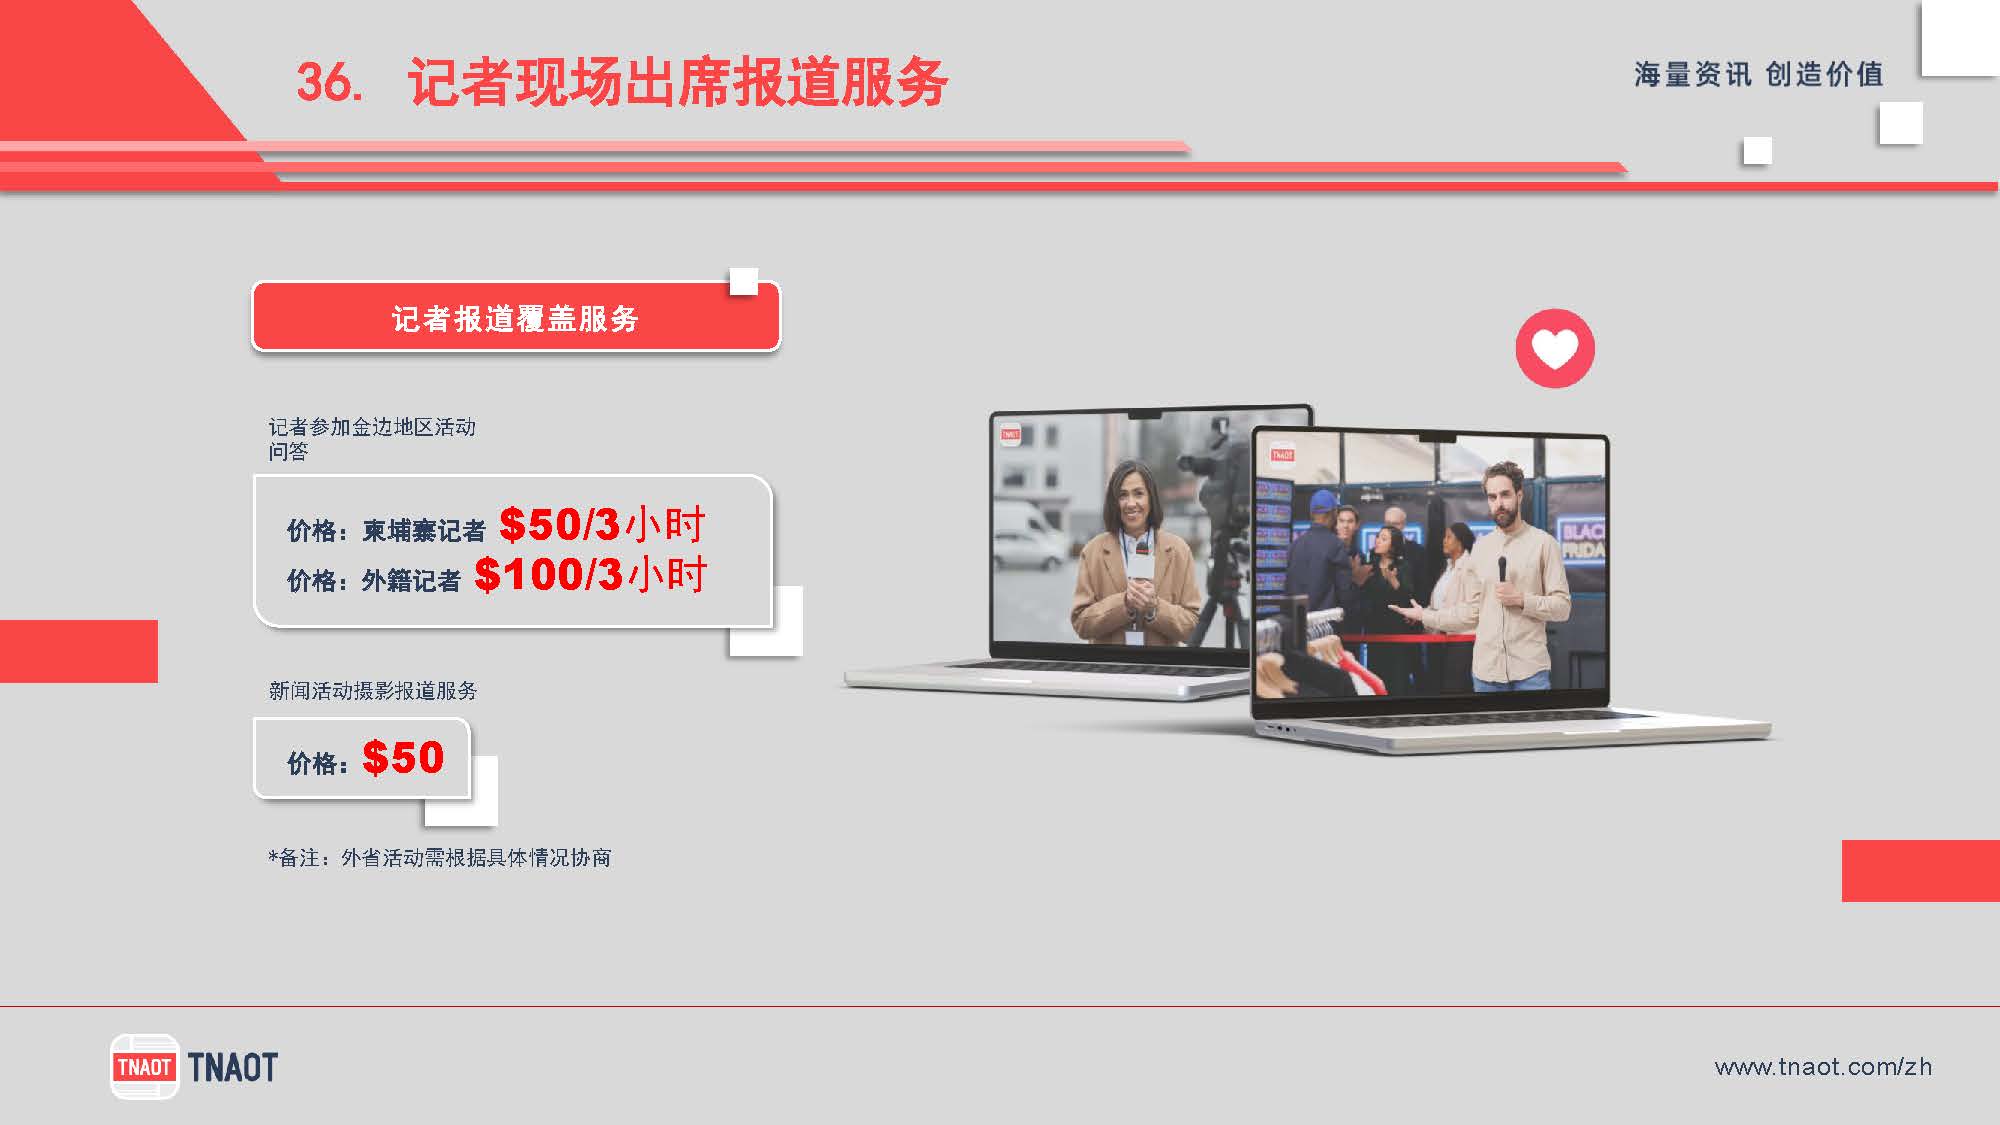 36. 记者现场出席报道服务
海量资讯 创造价值
记者报道覆盖服务
记者参加金边地区活动
问答
价格：柬埔寨记者 $50/3小时
价格：外籍记者 $100/3小时
新闻活动摄影报道服务
价格：$50
*备注：外省活动需根据具体情况协商
TNAOT
TNAOT
BLACK
FRIDA
TNAOT TNAOT
www.tnaot.com/zh